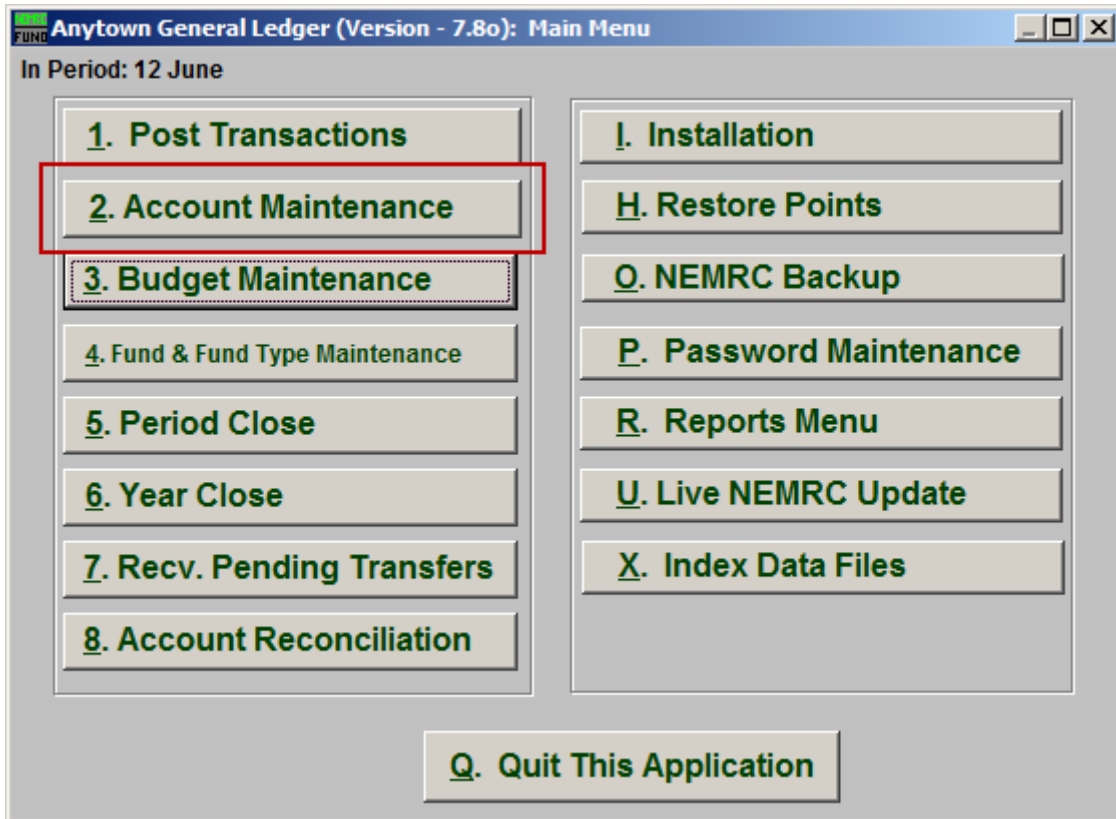 NEMRC
FUND
Anytown General Ledger (Version - 7.8o): Main Menu
In Period: 12 June
1. Post Transactions
2. Account Maintenance
3. Budget Maintenance
4. Fund & Fund Type Maintenance
5. Period Close
6. Year Close
7. Recv. Pending Transfers
8. Account Reconciliation
I. Installation
H. Restore Points
O. NEMRC Backup
P. Password Maintenance
R. Reports Menu
U. Live NEMRC Update
X. Index Data Files
Q. Quit This Application